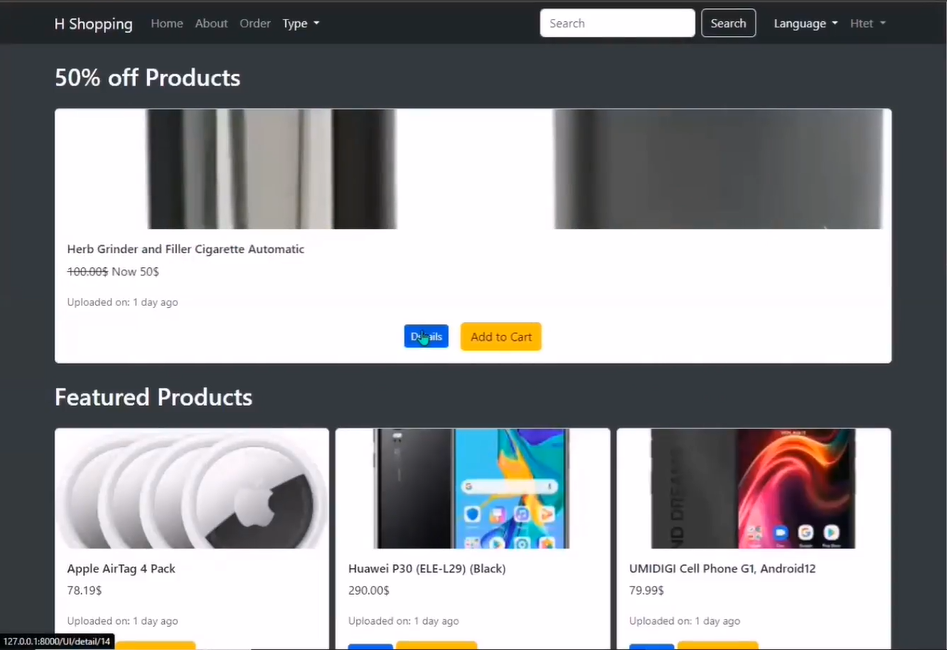 H Shopping Home About Order Type Search Search Language Htet
50% off Products
Herb Grinder and Filler Cigarette Automatic
100.00$ Now 50$
Uploaded on: 1 day ago
Details Add to Cart
Featured Products
Apple AirTag 4 Pack
78.19$
Uploaded on: 1 day ago
Huawei P30 (ELE-L29) (Black)
290.00$
Uploaded on: 1 day ago
UMIDIGI Cell Phone G1, Android12
79.99$
Uploaded on: 1 day ago
127.0.0.1:8000/UI/detail/14